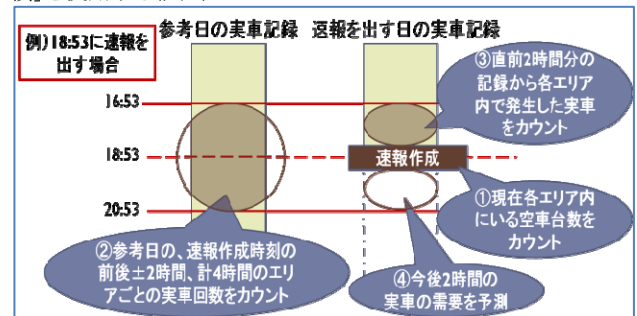 例)18:53に速報を
出す場合
参考日の実車記録
速報を出す日の実車記録
③直前2時間分の
記録から各エリア
内で発生した実車
をカウント
16:53
18:53
速報作成
20:53
①現在各エリア内
にいる空車台数を
カウント
②参考日の、速報作成時刻の
前後±2時間、計4時間のエリ
アごとの実車回数をカウント
④今後2時間の
実車の需要を予測